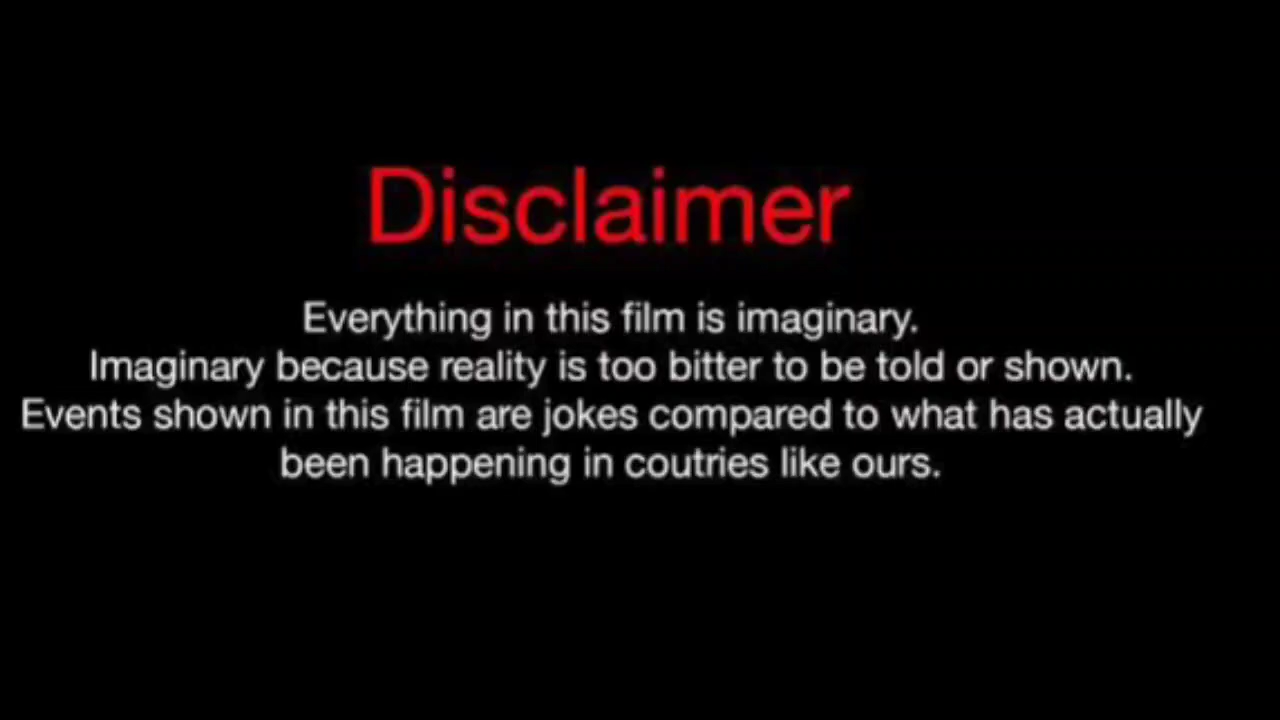 Disclaimer
Everything in this film is imaginary.
Imaginary because reality is too bitter to be told or shown.
Events shown in this film are jokes compared to what has actually
been happening in coutries like ours.